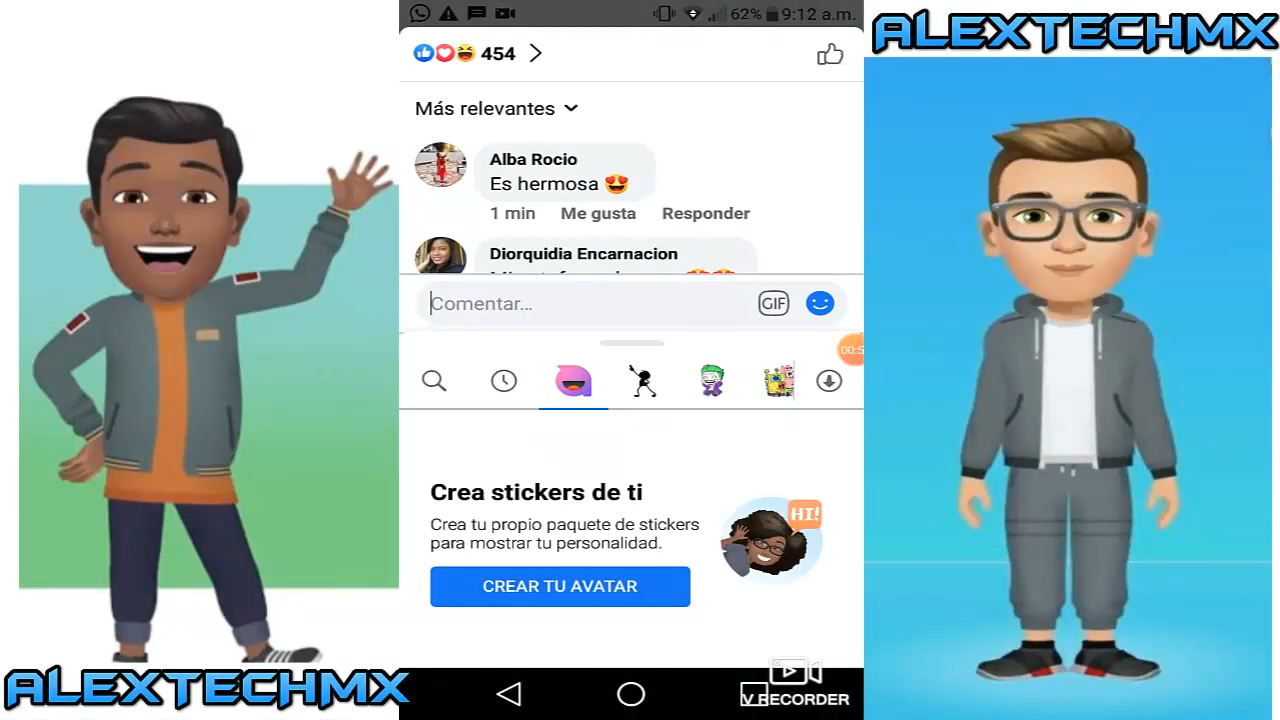 62% 9:12 a.m.
ALEXTECHMX
454
Más relevantes
Alba Rocio
Es hermosa 😍
1 min Me gusta Responder
Diorquidia Encarnacion
Comentar...
GIF
00:5
Crea stickers de ti
Crea tu propio paquete de stickers
para mostrar tu personalidad.
HI!
CREAR TU AVATAR
ALEXTECHMX
V RECORDER